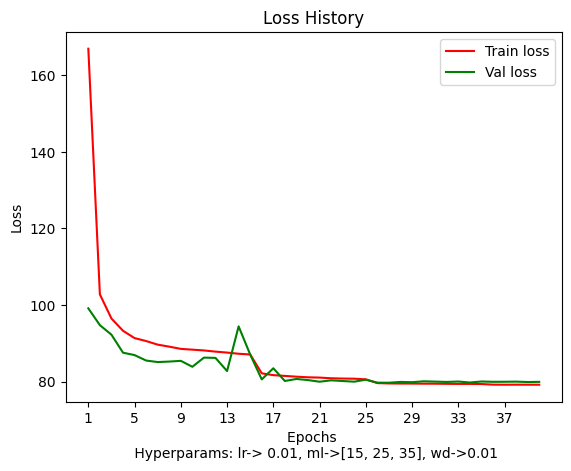 Loss History
Train loss
Val loss
160
140
120
100
80
Loss
1 5 9 13 17 21 25 29 33 37
Epochs
Hyperparams: lr-> 0.01, ml->[15, 25, 35], wd->0.01